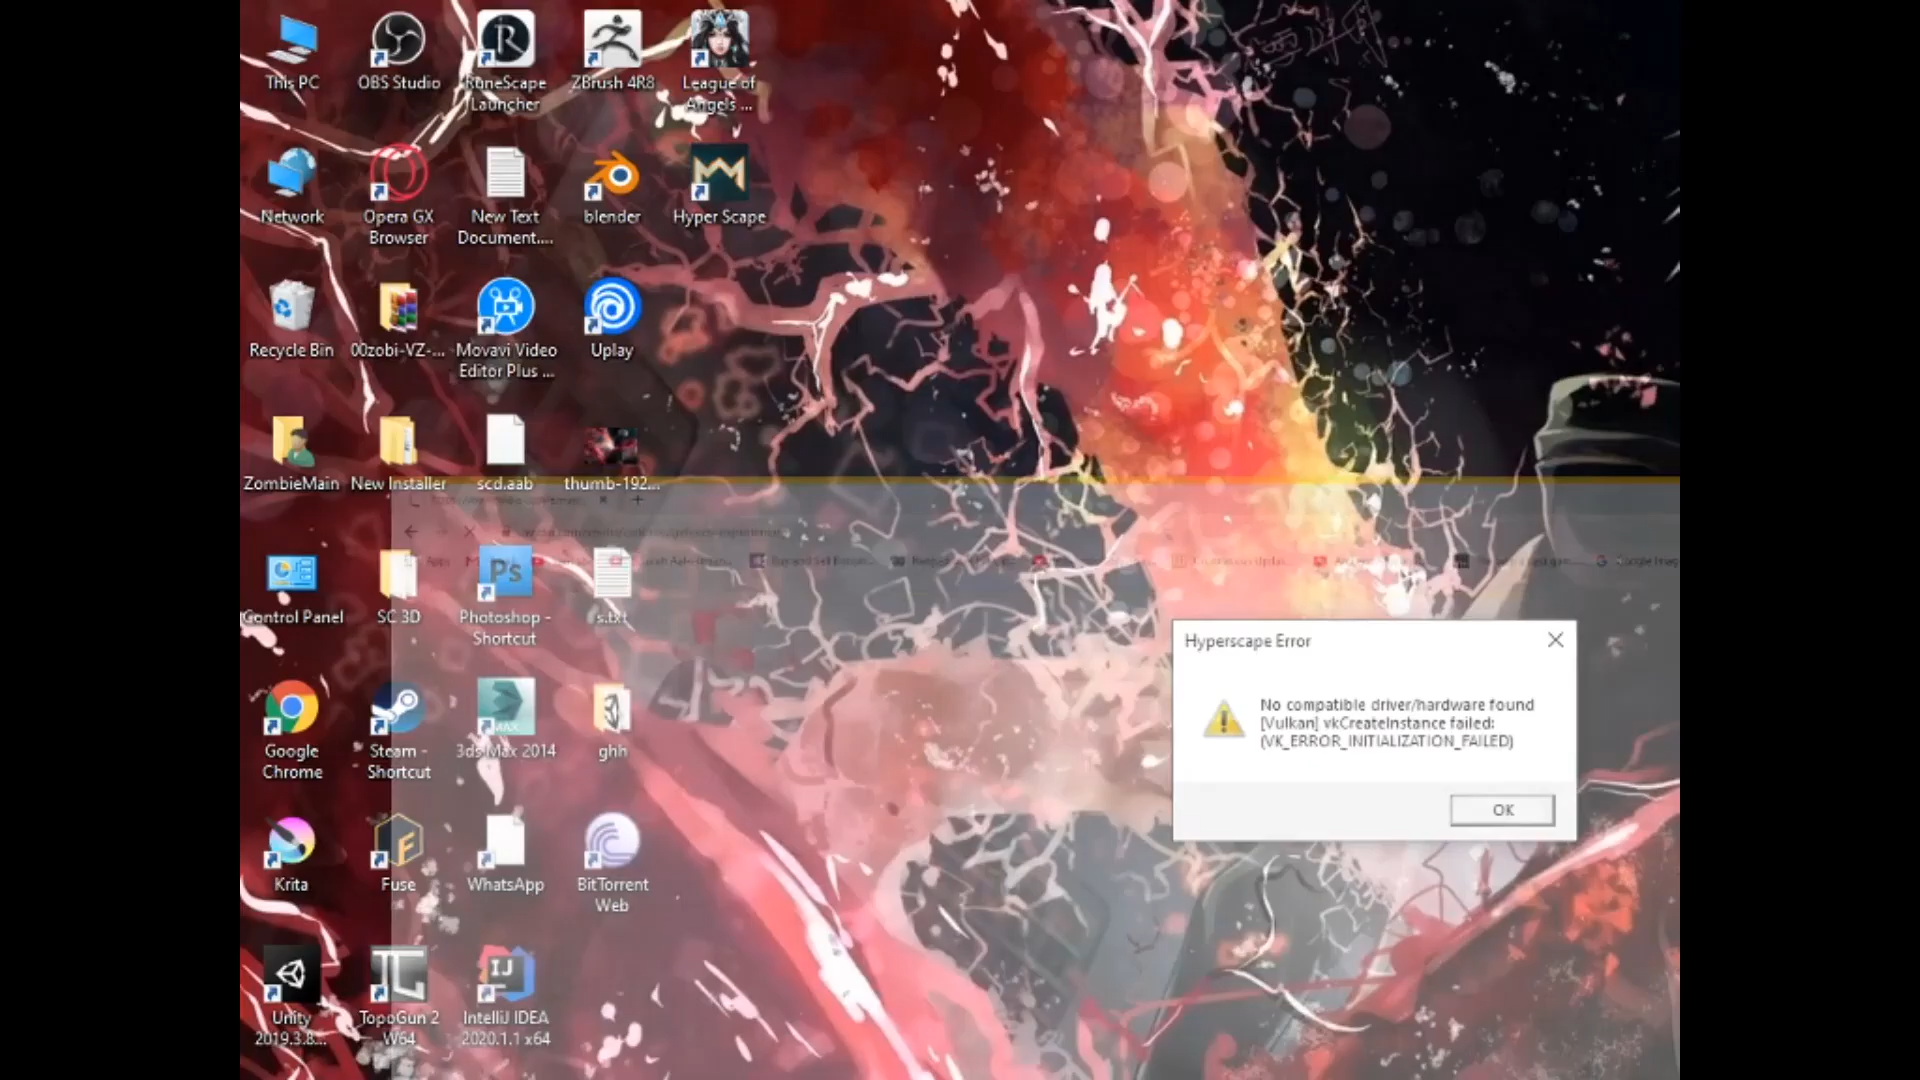 This PC
OBS Studio
RuneScape
Launcher
ZBrush 4R8
League of
Angels ...
Network
Opera GX
Browser
New Text
Document....
blender
Hyper Scape
Recycle Bin
00zobi-VZ-...
Movavi Video
Editor Plus ...
Uplay
ZombieMain
New Installer
scd.aab
thumb-192...
Control Panel
SC 3D
Ps
Photoshop -
Shortcut
s.txt
Apps
Hyperscape Error
No compatible driver/hardware found
[Vulkan] vkCreateInstance failed:
(VK_ERROR_INITIALIZATION_FAILED)
OK
Google
Chrome
Steam -
Shortcut
3ds Max 2014
ghh
Krita
Fuse
WhatsApp
BitTorrent
Web
Unity
2019.3.8...
TopoGun 2
W64
IJ
IntelliJ IDEA
2020.1.1 x64